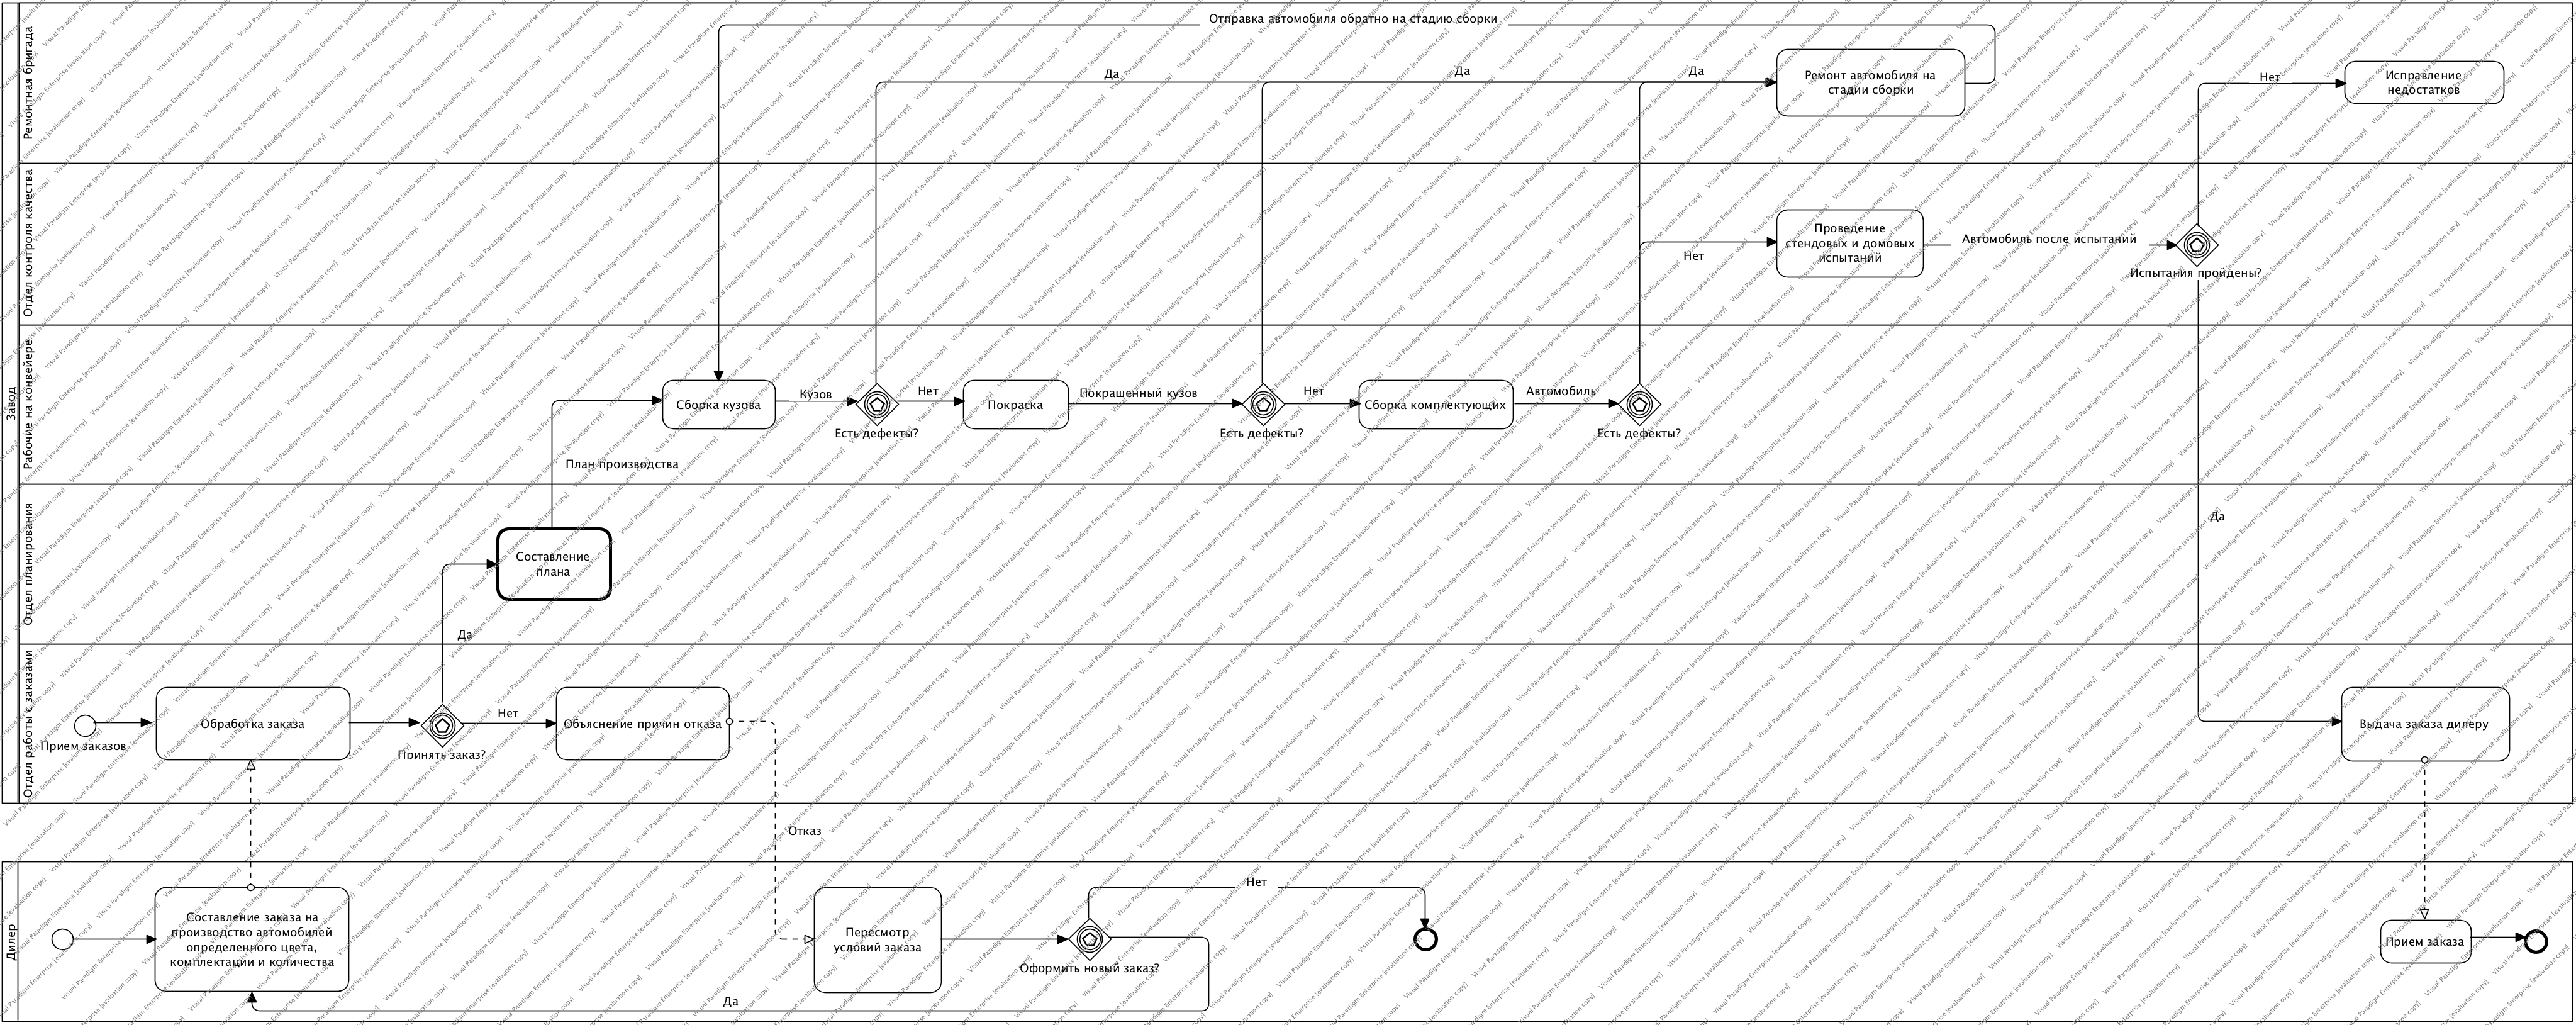 Отправка автомобиля обратно на стадию сборки
Ремонтная бригада
Да
Да
Да
Ремонт автомобиля на
стадии сборки
Нет
Исправление
недостатков
Отдел контроля качества
Проведение
стендовых и домовых
испытаний
Нет
Автомобиль после испытаний
Испытания пройдены?
Завод
Рабочие на конвейере
Сборка кузова
Кузов
Есть дефекты?
Нет
Покраска
Покрашенный кузов
Есть дефекты?
Нет
Сборка комплектующих
Автомобиль
Есть дефекты?
План производства
Отдел планирования
Составление
плана
Да
Да
Отдел работы с заказами
Прием заказов
Обработка заказа
Принять заказ?
Нет
Объяснение причин отказа
Выдача заказа дилеру
Отказ
Дилер
Составление заказа на
производство автомобилей
определенного цвета,
комплектации и количества
Пересмотр
условий заказа
Оформить новый заказ?
Нет
Да
Прием заказа
Visual Paradigm Enterprise [evaluation copy]